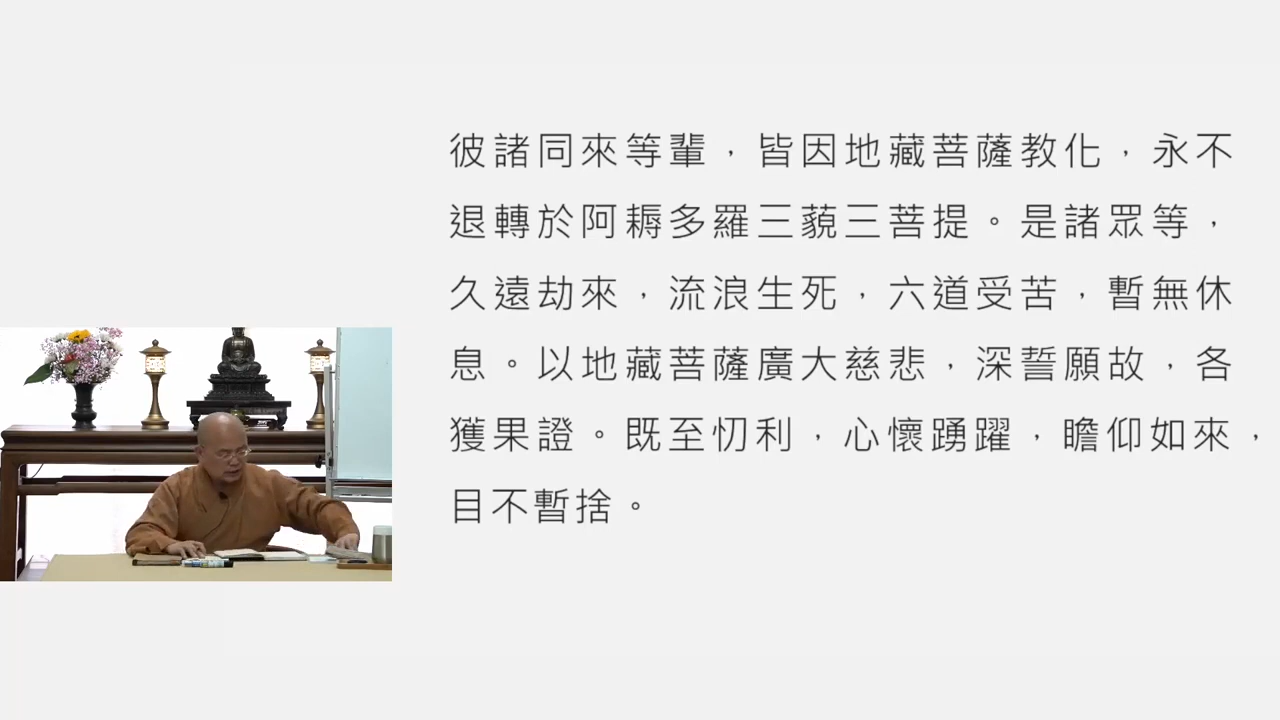 彼諸同來等輩，皆因地藏菩薩教化，永不
退轉於阿耨多羅三藐三菩提。是諸眾等，
久遠劫來，流浪生死，六道受苦，暫無休
息。以地藏菩薩廣大慈悲，深誓願故，各
獲果證。既至忉利，心懷踴躍，瞻仰如來，
目不暫捨。